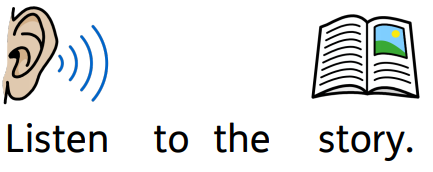 Listen to the story.